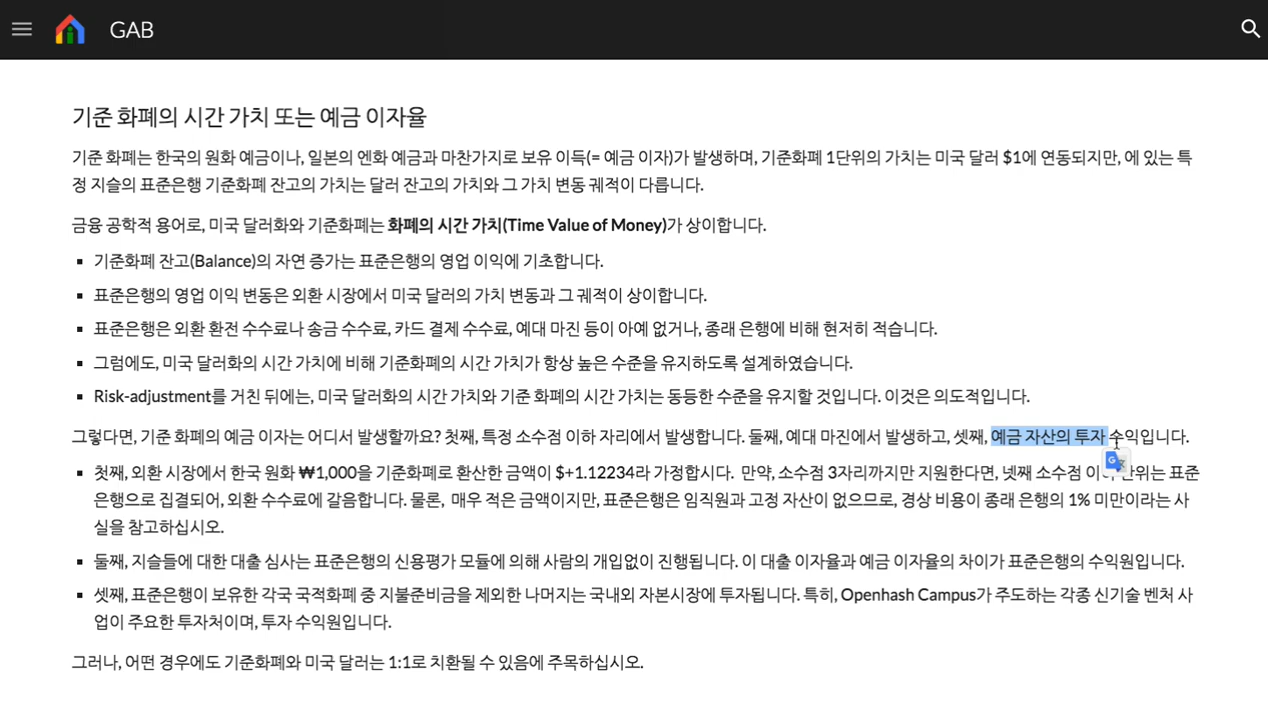 GAB
기준 화폐의 시간 가치 또는 예금 이자율
기준 화폐는 한국의 원화 예금이나, 일본의 엔화 예금과 마찬가지로 보유 이득(= 예금 이자)가 발생하며, 기준화폐 1단위의 가치는 미국 달러 $1에 연동되지만, 에 있는 특
정 지슬의 표준은행 기준화폐 잔고의 가치는 달러 잔고의 가치와 그 가치 변동 궤적이 다릅니다.
금융 공학적 용어로, 미국 달러화와 기준화폐는 화폐의 시간 가치(Time Value of Money)가 상이합니다.
▪ 기준화폐 잔고(Balance)의 자연 증가는 표준은행의 영업 이익에 기초합니다.
▪ 표준은행의 영업 이익 변동은 외환 시장에서 미국 달러의 가치 변동과 그 궤적이 상이합니다.
▪ 표준은행은 외환 환전 수수료나 송금 수수료, 카드 결제 수수료, 예대 마진 등이 아예 없거나, 종래 은행에 비해 현저히 적습니다.
▪ 그럼에도, 미국 달러화의 시간 가치에 비해 기준화폐의 시간 가치가 항상 높은 수준을 유지하도록 설계하였습니다.
▪ Risk-adjustment를 거친 뒤에는, 미국 달러화의 시간 가치와 기준 화폐의 시간 가치는 동등한 수준을 유지할 것입니다. 이것은 의도적입니다.
그렇다면, 기준 화폐의 예금 이자는 어디서 발생할까요? 첫째, 특정 소수점 이하 자리에서 발생합니다. 둘째, 예대 마진에서 발생하고, 셋째, 예금 자산의 투자 수익입니다.
▪ 첫째, 외환 시장에서 한국 원화 ₩1,000을 기준화폐로 환산한 금액이 $+1.12234라 가정합시다. 만약, 소수점 3자리까지만 지원한다면, 넷째 소수점 표준
은행으로 집결되어, 외환 수수료에 갈음합니다. 물론, 매우 적은 금액이지만, 표준은행은 임직원과 고정 자산이 없으므로, 경상 비용이 종래 은행의 1% 미만이라는 사
실을 참고하십시오.
▪ 둘째, 지슬들에 대한 대출 심사는 표준은행의 신용평가 모듈에 의해 사람의 개입없이 진행됩니다. 이 대출 이자율과 예금 이자율의 차이가 표준은행의 수익원입니다.
▪ 셋째, 표준은행이 보유한 각국 국적화폐 중 지불준비금을 제외한 나머지는 국내외 자본시장에 투자됩니다. 특히, Openhash Campus가 주도하는 각종 신기술 벤처 사
업이 주요한 투자처이며, 투자 수익원입니다.
그러나, 어떤 경우에도 기준화폐와 미국 달러는 1:1로 치환될 수 있음에 주목하십시오.